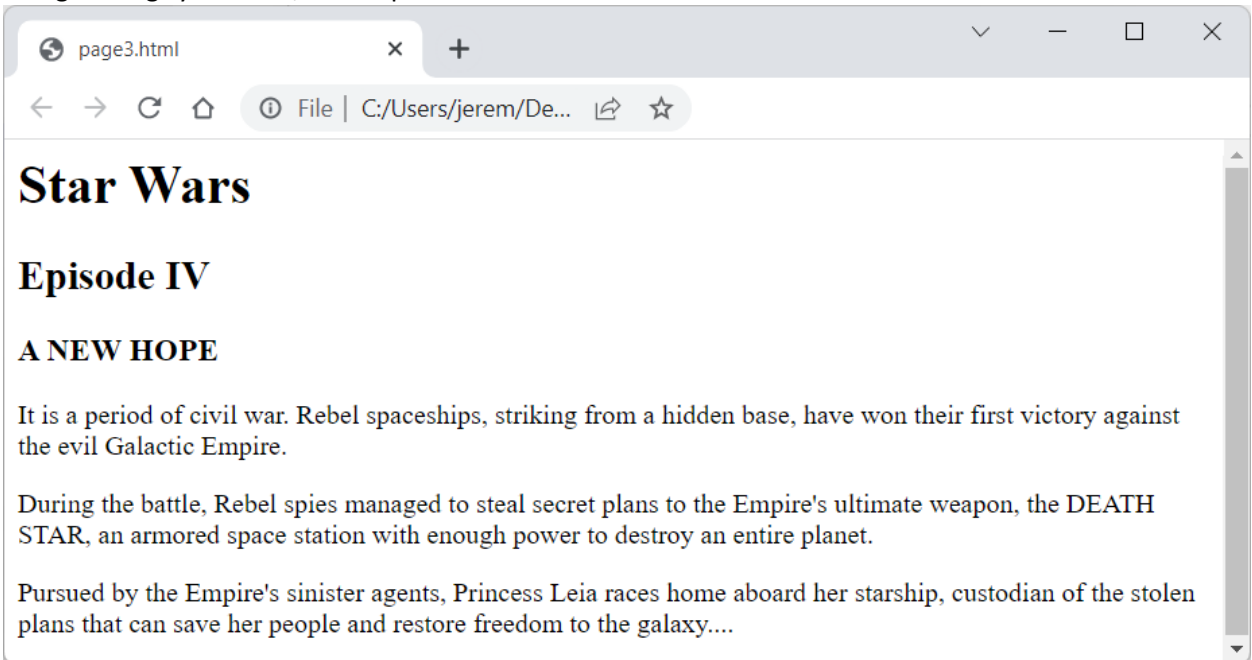 page3.html
File | C:/Users/jerem/De...
Star Wars
Episode IV
A NEW HOPE
It is a period of civil war. Rebel spaceships, striking from a hidden base, have won their first victory against
the evil Galactic Empire.
During the battle, Rebel spies managed to steal secret plans to the Empire's ultimate weapon, the DEATH
STAR, an armored space station with enough power to destroy an entire planet.
Pursued by the Empire's sinister agents, Princess Leia races home aboard her starship, custodian of the stolen
plans that can save her people and restore freedom to the galaxy....